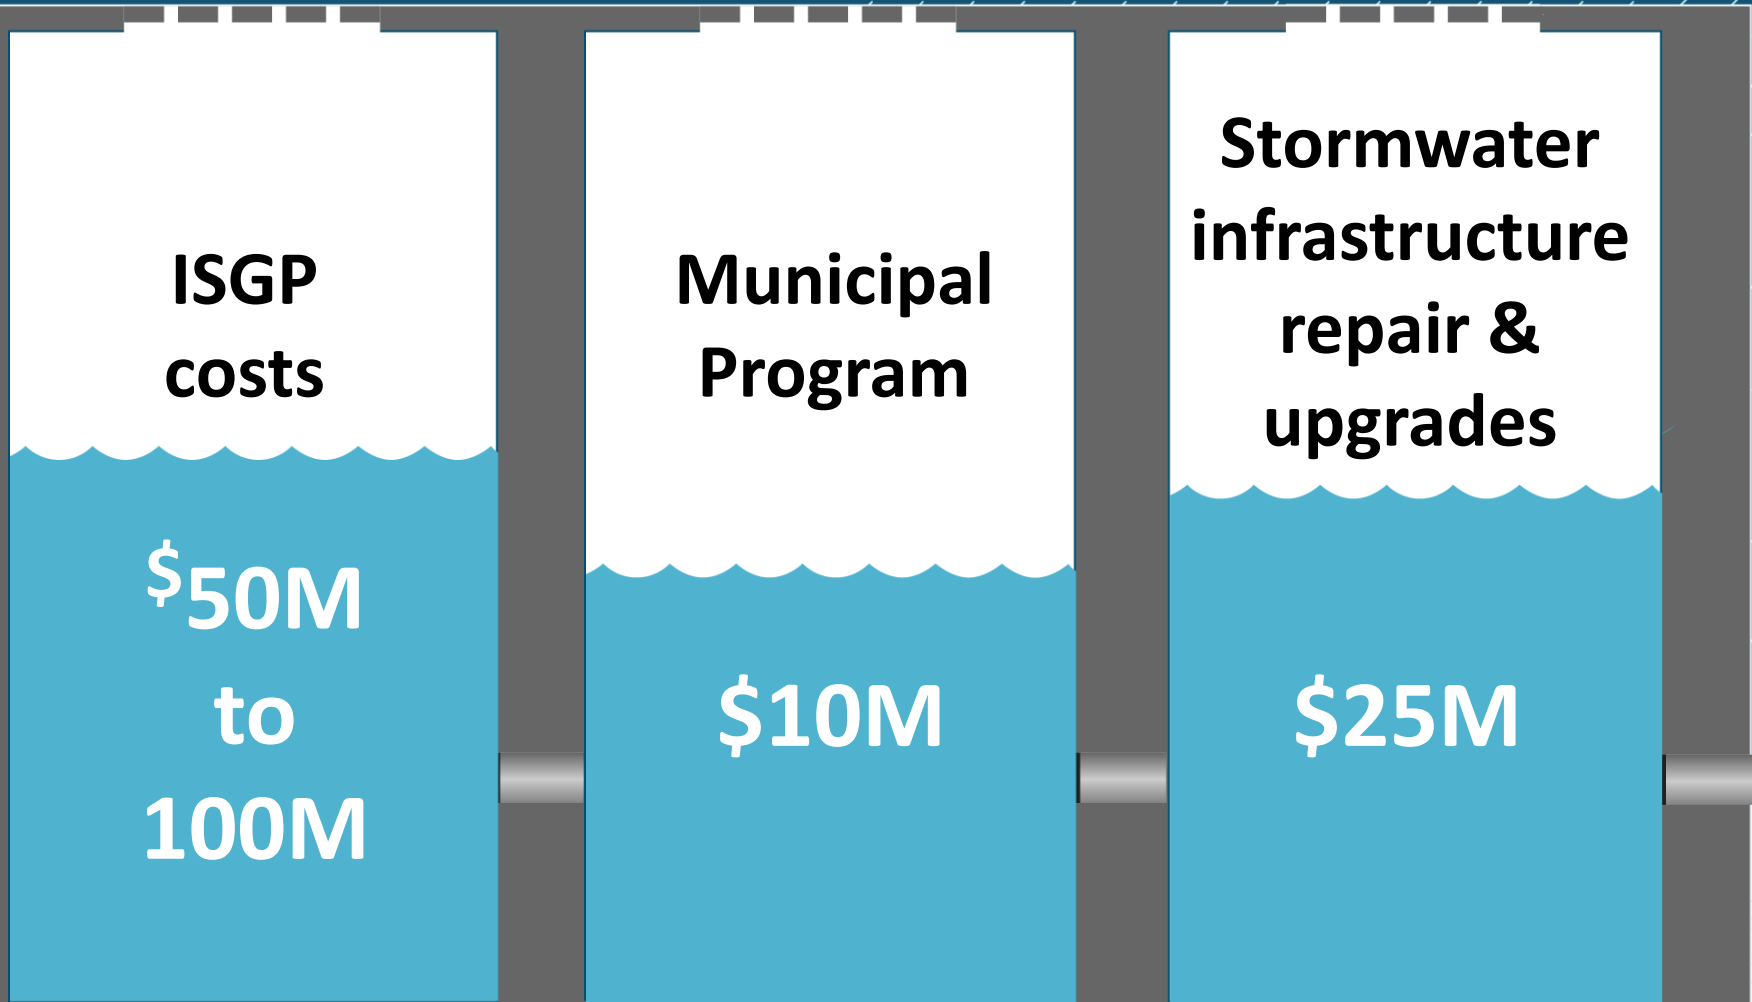 ISGP
costs
$50M
to
100M
Municipal
Program
$10M
Stormwater
infrastructure
repair &
upgrades
$25M